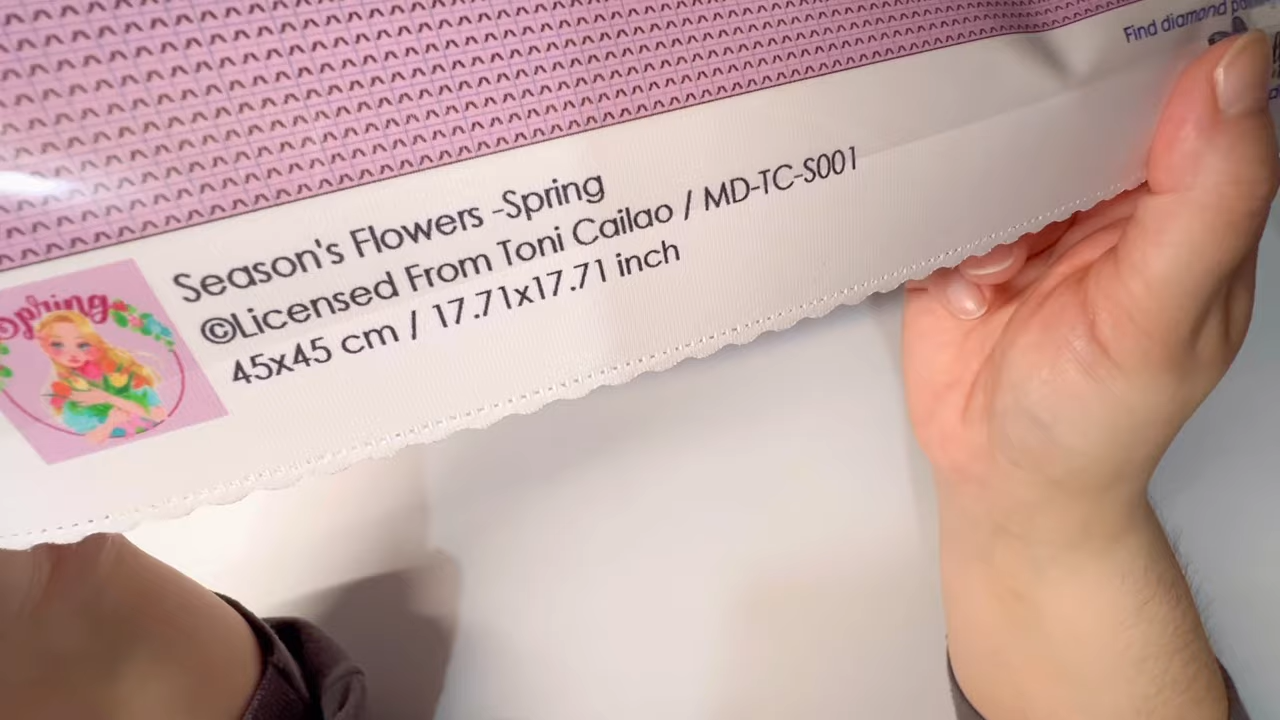 Find diamond
Season's Flowers -Spring
©Licensed From Toni Cailao / MD-TC-S001
45x45 cm / 17.71x17.71 inch
Spring